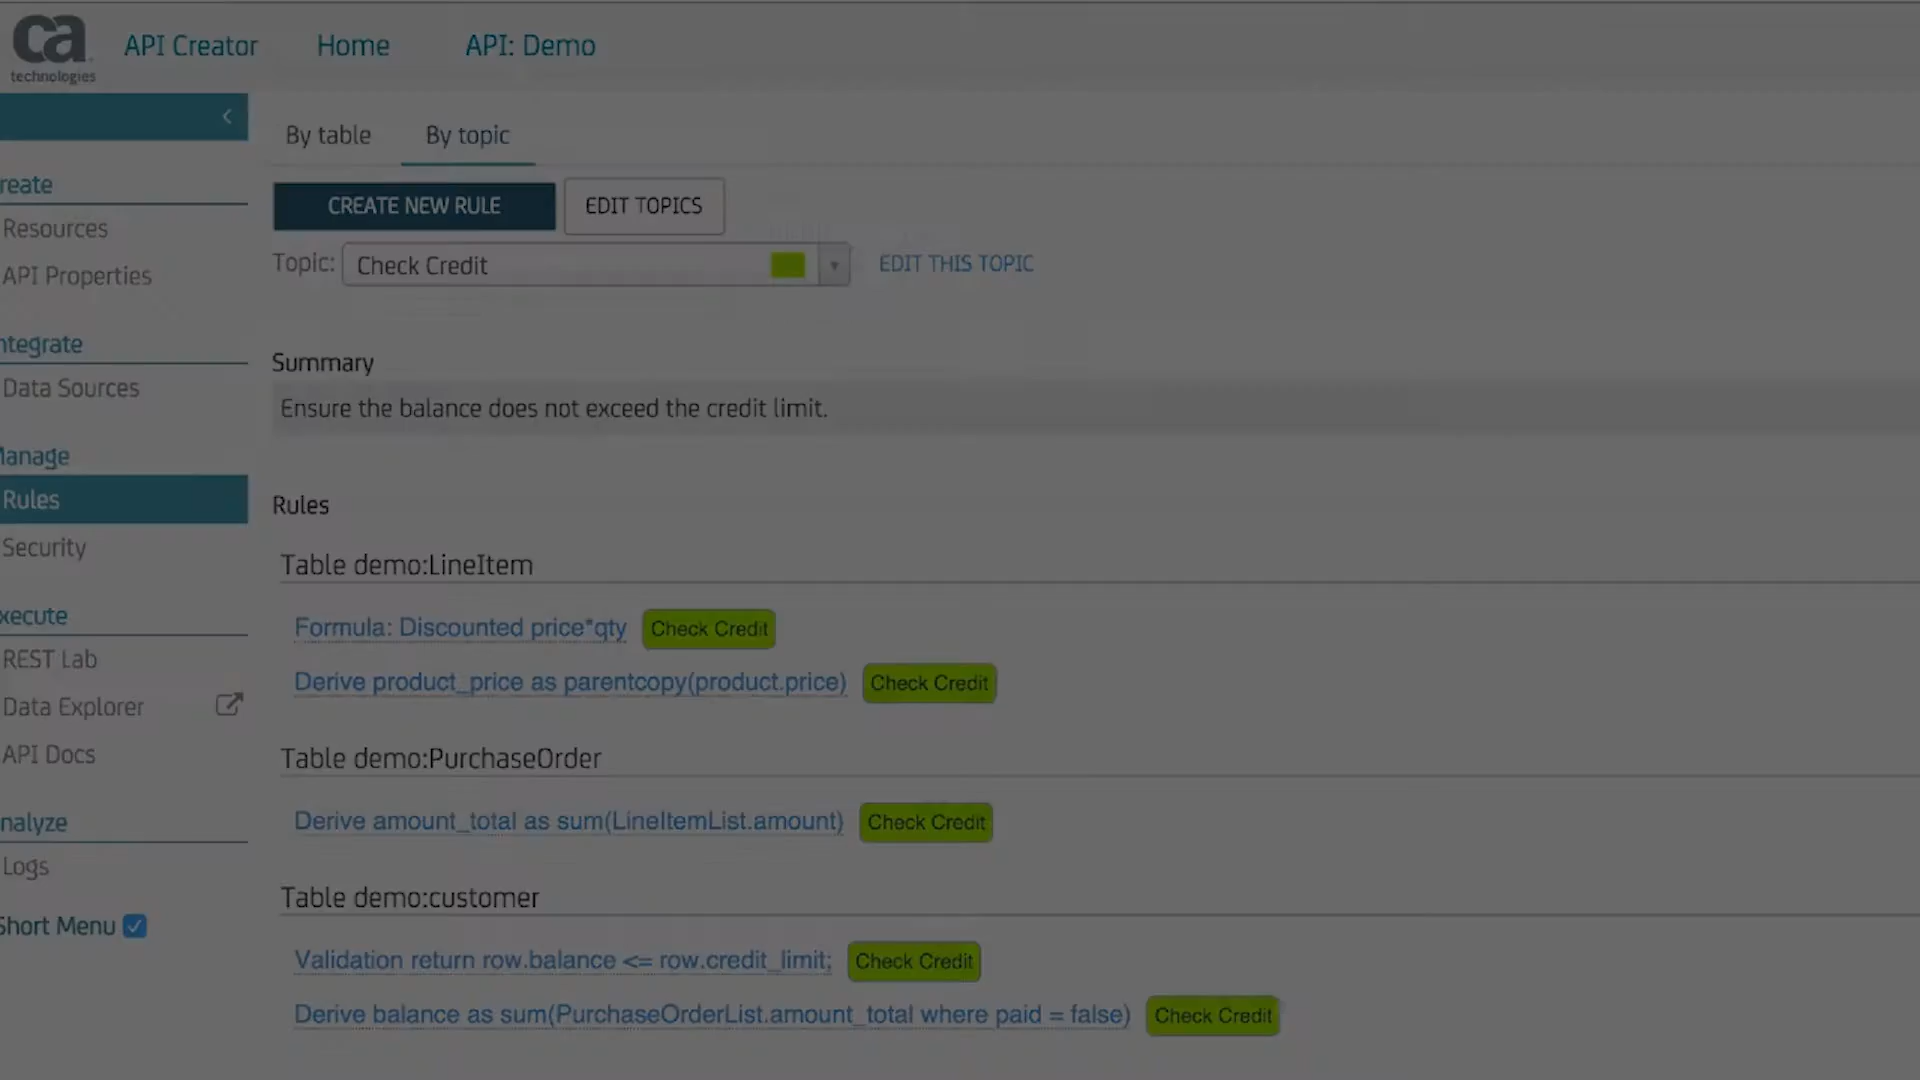 ca
technologies
API Creator
Home
API: Demo
By table
By topic
reate
CREATE NEW RULE
EDIT TOPICS
Resources
Topic: Check Credit
EDIT THIS TOPIC
API Properties
ntegrate
Summary
Data Sources
Ensure the balance does not exceed the credit limit.
Manage
Rules
Rules
Security
Table demo:LineItem
xecute
Formula: Discounted price*qty Check Credit
REST Lab
Derive product_price as parentcopy(product.price) Check Credit
Data Explorer
API Docs
Table demo:PurchaseOrder
nalyze
Derive amount_total as sum(LineItemList.amount) Check Credit
Logs
Table demo:customer
Short Menu
Validation return row.balance <= row.credit_limit; Check Credit
Derive balance as sum(PurchaseOrderList.amount_total where paid = false) Check Credit